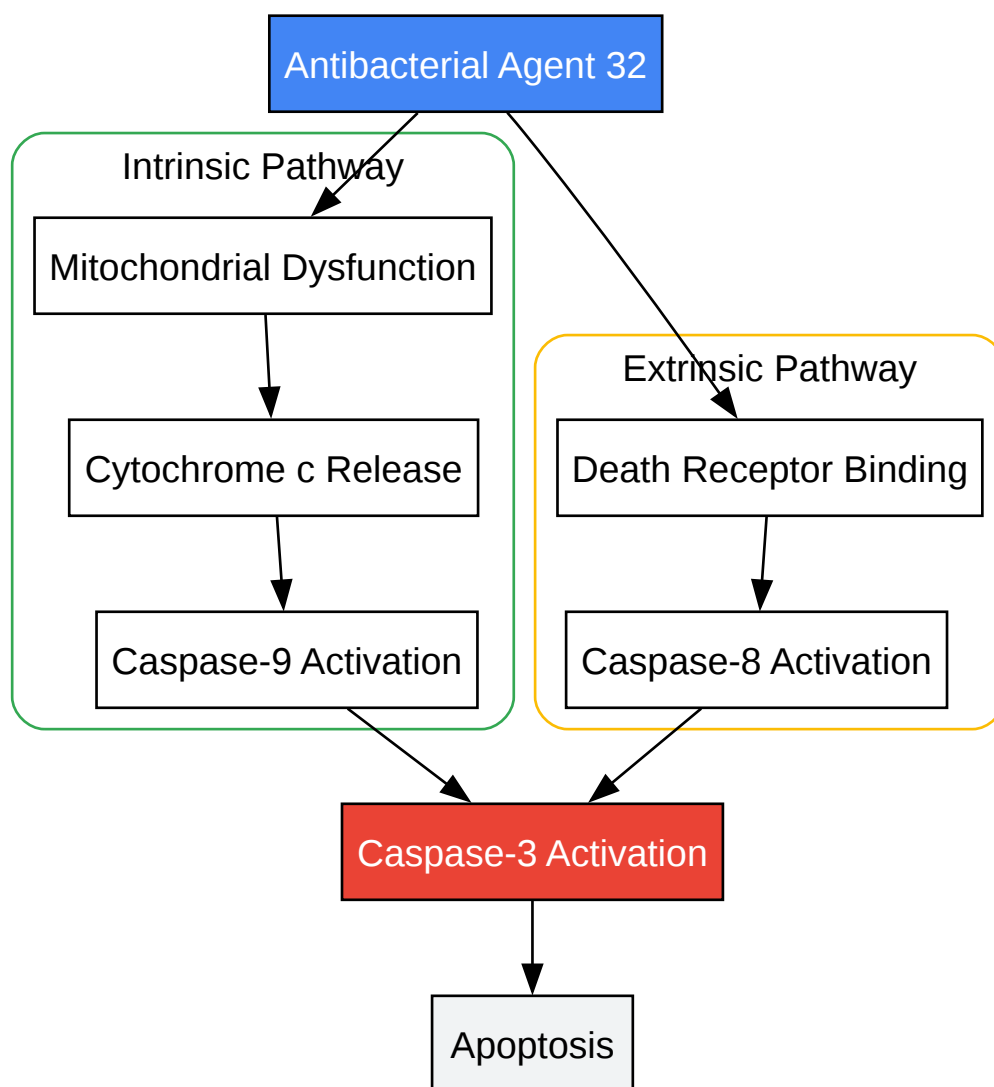 Antibacterial Agent 32
Intrinsic Pathway
Mitochondrial Dysfunction
Extrinsic Pathway
Cytochrome c Release
Death Receptor Binding
Caspase-9 Activation
Caspase-8 Activation
Caspase-3 Activation
Apoptosis